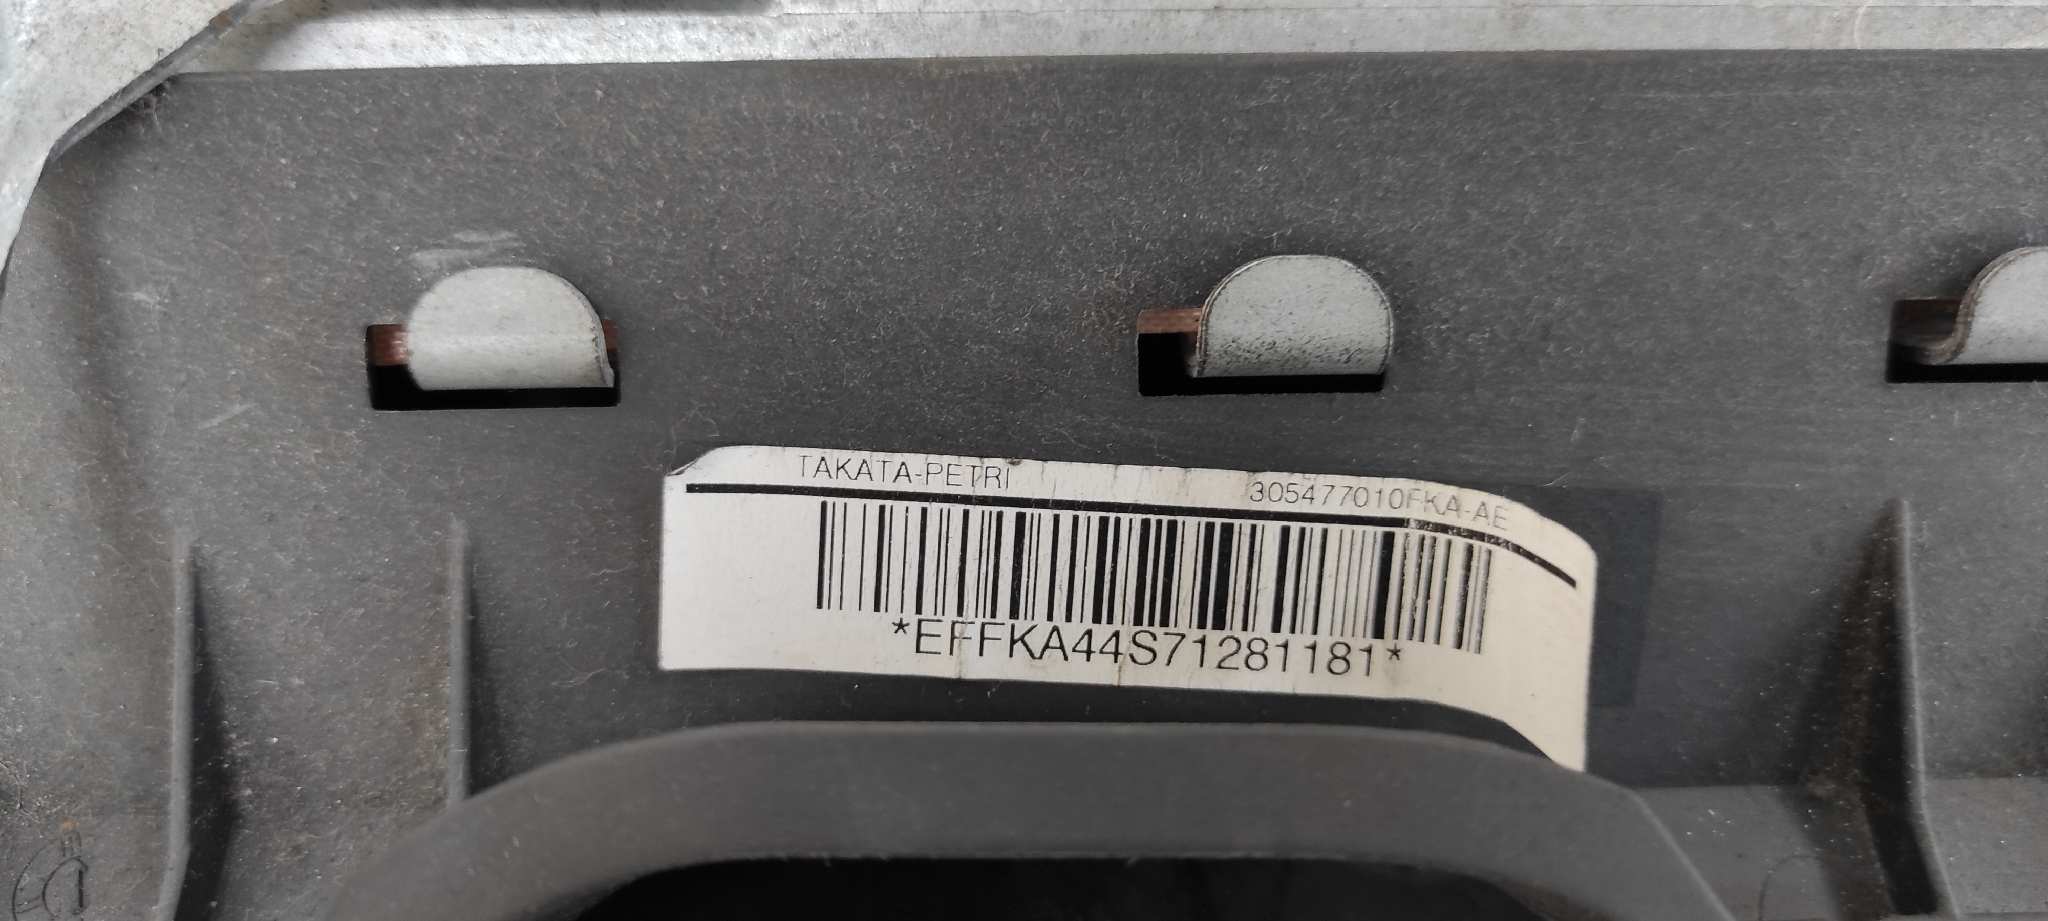 TAKATA-PETRI 305477010FKA-AE
*EFFKA44S71281181*